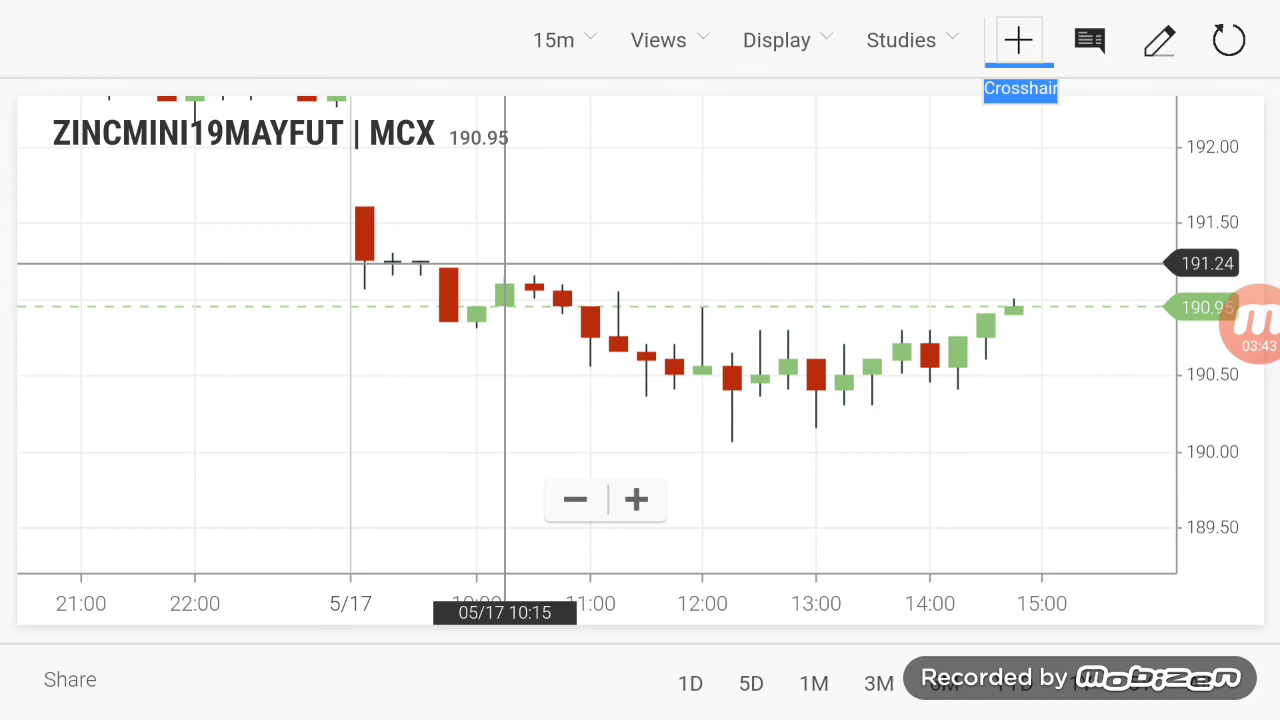 15m Views Display Studies
Crosshair
ZINCMINI19MAYFUT | MCX 190.95
192.00
191.50
191.24
190.95
03:43
190.50
190.00
189.50
21:00 22:00 5/17 11:00 12:00 13:00 14:00 15:00
05/17 10:15
Share 1D 5D 1M 3M
Recorded by mobizen